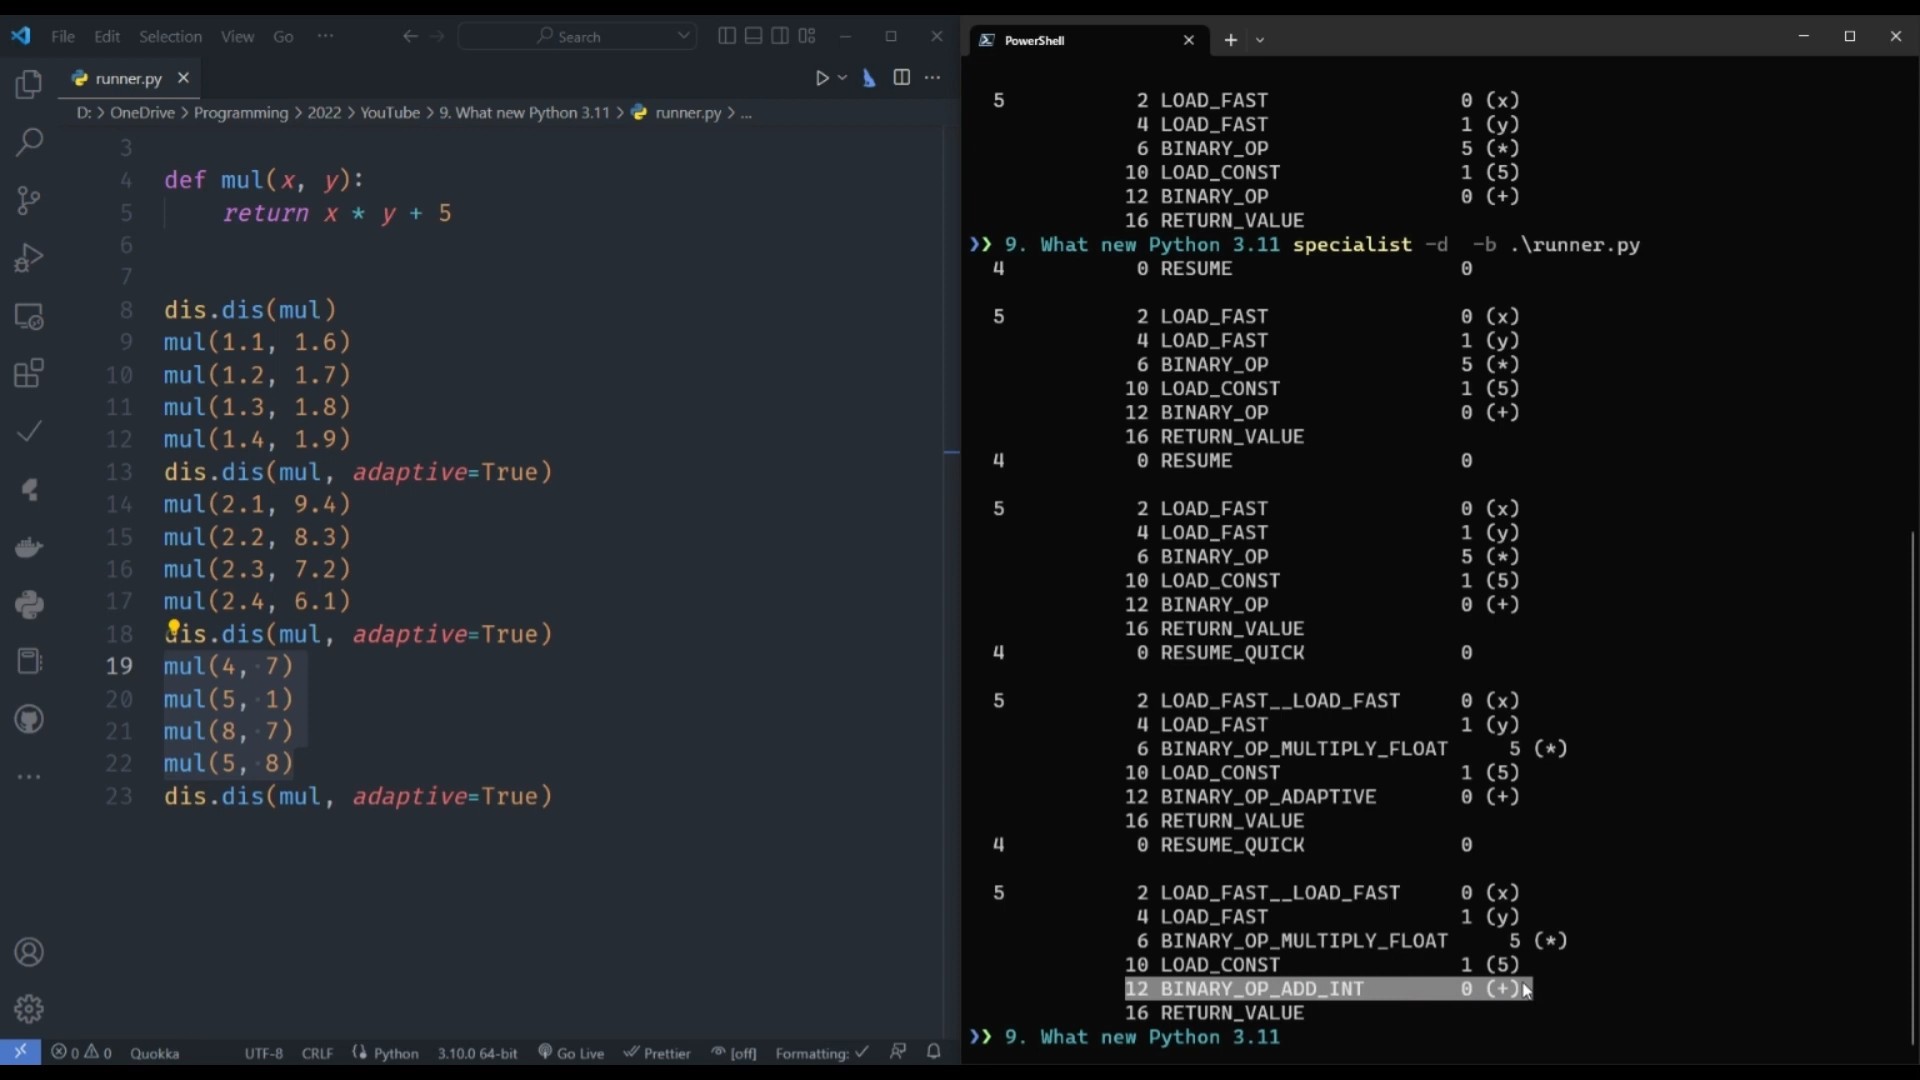 File Edit Selection View Go ··· Search
runner.py
D: > OneDrive > Programming > 2022 > YouTube > 9. What new Python 3.11 > runner.py > ...
3
4 def mul(x, y):
5 return x * y + 5
6
7
8 dis.dis(mul)
9 mul(1.1, 1.6)
10 mul(1.2, 1.7)
11 mul(1.3, 1.8)
12 mul(1.4, 1.9)
13 dis.dis(mul, adaptive=True)
14 mul(2.1, 9.4)
15 mul(2.2, 8.3)
16 mul(2.3, 7.2)
17 mul(2.4, 6.1)
18 dis.dis(mul, adaptive=True)
19 mul(4, 7)
20 mul(5, 1)
21 mul(8, 7)
22 mul(5, 8)
23 dis.dis(mul, adaptive=True)
0 0 Quokka UTF-8 CRLF Python 3.10.0 64-bit Go Live Prettier [off] Formatting: ✓
PowerShell
5 2 LOAD_FAST 0 (x)
4 LOAD_FAST 1 (y)
6 BINARY_OP 5 (*)
10 LOAD_CONST 1 (5)
12 BINARY_OP 0 (+)
16 RETURN_VALUE
❯❯ 9. What new Python 3.11 specialist -d -b .\runner.py
4 0 RESUME 0
5 2 LOAD_FAST 0 (x)
4 LOAD_FAST 1 (y)
6 BINARY_OP 5 (*)
10 LOAD_CONST 1 (5)
12 BINARY_OP 0 (+)
16 RETURN_VALUE
4 0 RESUME 0
5 2 LOAD_FAST 0 (x)
4 LOAD_FAST 1 (y)
6 BINARY_OP 5 (*)
10 LOAD_CONST 1 (5)
12 BINARY_OP 0 (+)
16 RETURN_VALUE
4 0 RESUME_QUICK 0
5 2 LOAD_FAST__LOAD_FAST 0 (x)
4 LOAD_FAST 1 (y)
6 BINARY_OP_MULTIPLY_FLOAT 5 (*)
10 LOAD_CONST 1 (5)
12 BINARY_OP_ADAPTIVE 0 (+)
16 RETURN_VALUE
4 0 RESUME_QUICK 0
5 2 LOAD_FAST__LOAD_FAST 0 (x)
4 LOAD_FAST 1 (y)
6 BINARY_OP_MULTIPLY_FLOAT 5 (*)
10 LOAD_CONST 1 (5)
12 BINARY_OP_ADD_INT 0 (+)
16 RETURN_VALUE
❯❯ 9. What new Python 3.11